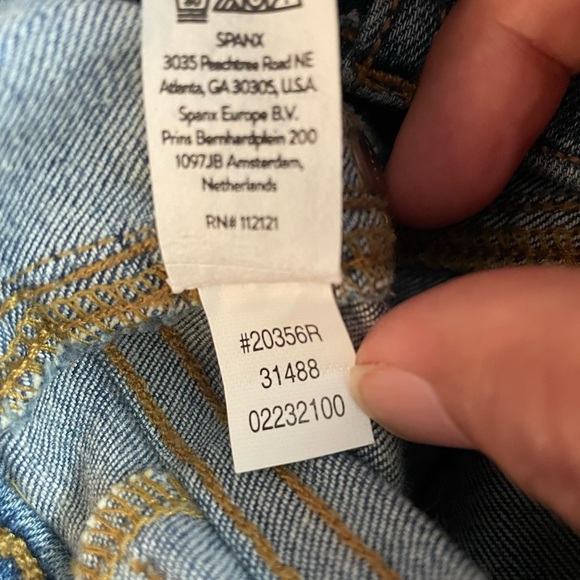 SPANX
3035 Peachtree Road NE
Atlanta, GA 30305, U.S.A.
Spanx Europe B.V.
Prins Bernhardplein 200
1097JB Amsterdam,
Netherlands
RN# 112121
#20356R
31488
02232100